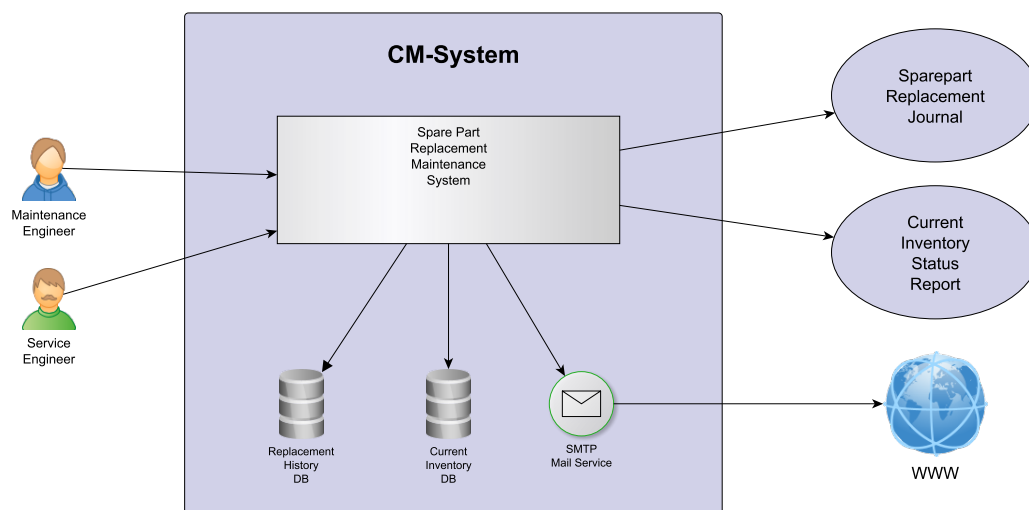 CM-System
Spare Part
Replacement
Maintenance
System
Sparepart
Replacement
Journal
Maintenance
Engineer
Current
Inventory
Status
Report
Service
Engineer
Replacement
History
DB
Current
Inventory
DB
SMTP
Mail Service
WWW